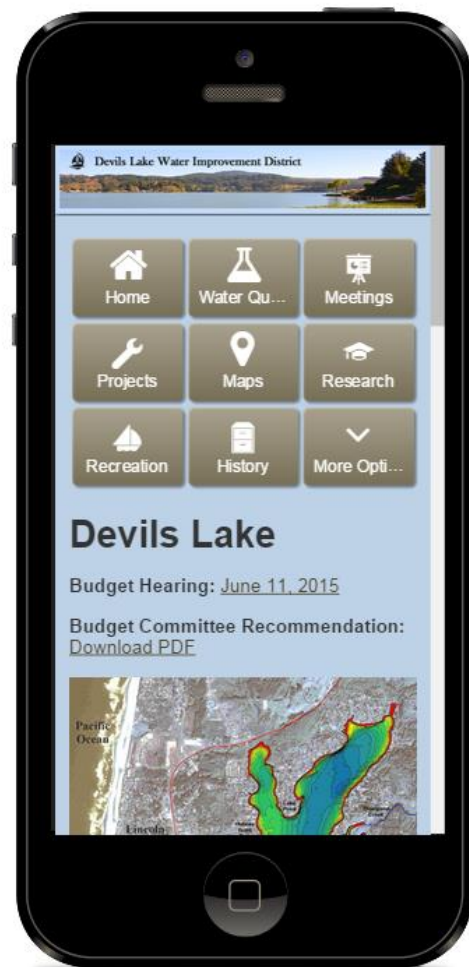 Devils Lake Water Improvement District
Home
Water Qu...
Meetings
Projects
Maps
Research
Recreation
History
More Opti...
Devils Lake
Budget Hearing: June 11, 2015
Budget Committee Recommendation:
Download PDF
Pacific
Ocean
Lincoln